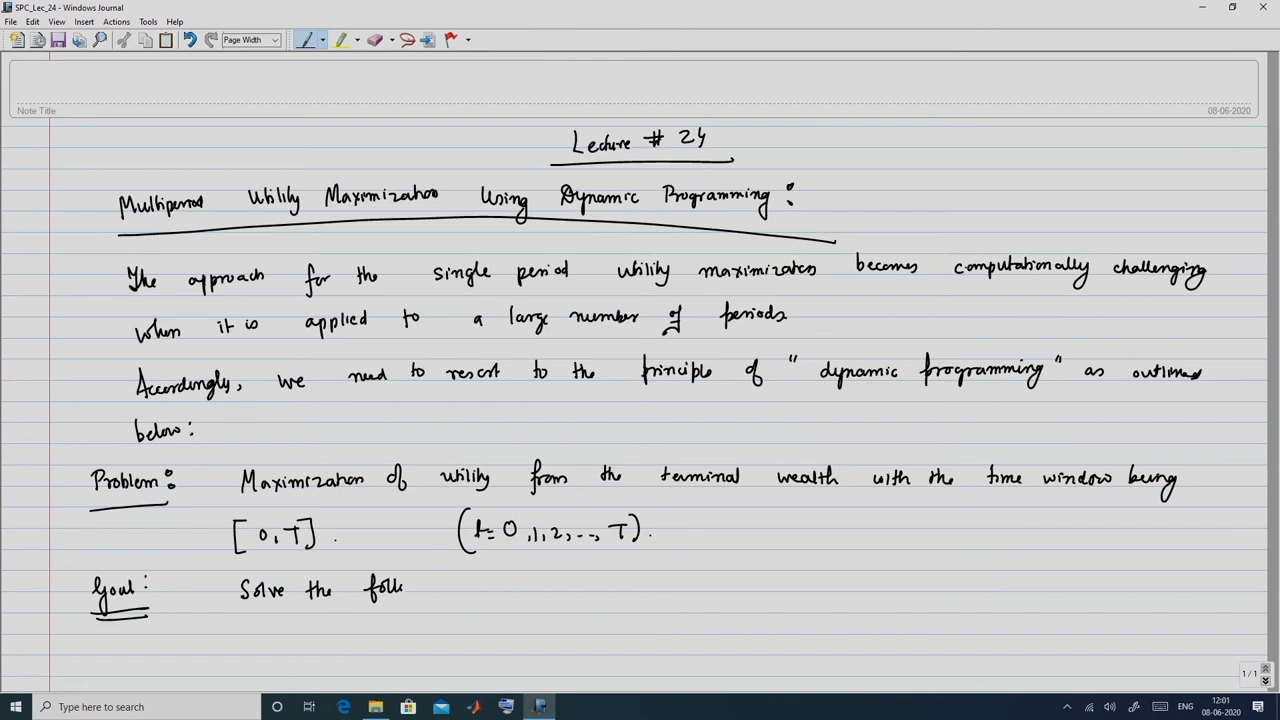 SPC_Lec_24 - Windows Journal
File Edit View Insert Actions Tools Help
Page Width
Note Title
08-06-2020
Lecture # 24
Multiperiod Utility Maximization Using Dynamic Programming:
The approach for the single period utility maximization becomes computationally challenging
when it is applied to a large number of periods
Accordingly, we need to resort to the principle of "dynamic programming" as outlined
below:
Problem: Maximization of utility from the terminal wealth with the time window being
[0, T]. (t= 0, 1, 2, .., T).
Goal: Solve the foll
1 / 1
Type here to search
ENG
12:01
08-06-2020